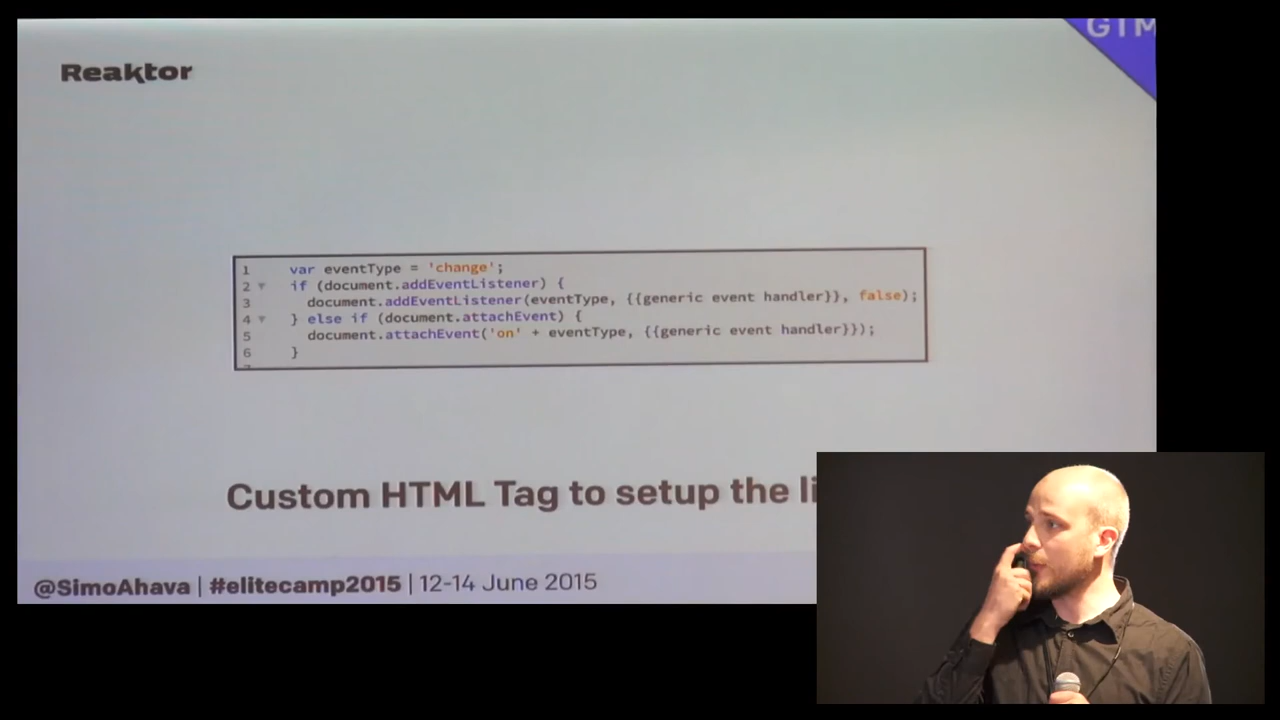 GTM
Reaktor
1 var eventType = 'change';
2 if (document.addEventListener) {
3 document.addEventListener(eventType, {{generic event handler}}, false);
4 } else if (document.attachEvent) {
5 document.attachEvent('on' + eventType, {{generic event handler}});
6 }
Custom HTML Tag to setup the li
@SimoAhava | #elitecamp2015 | 12-14 June 2015